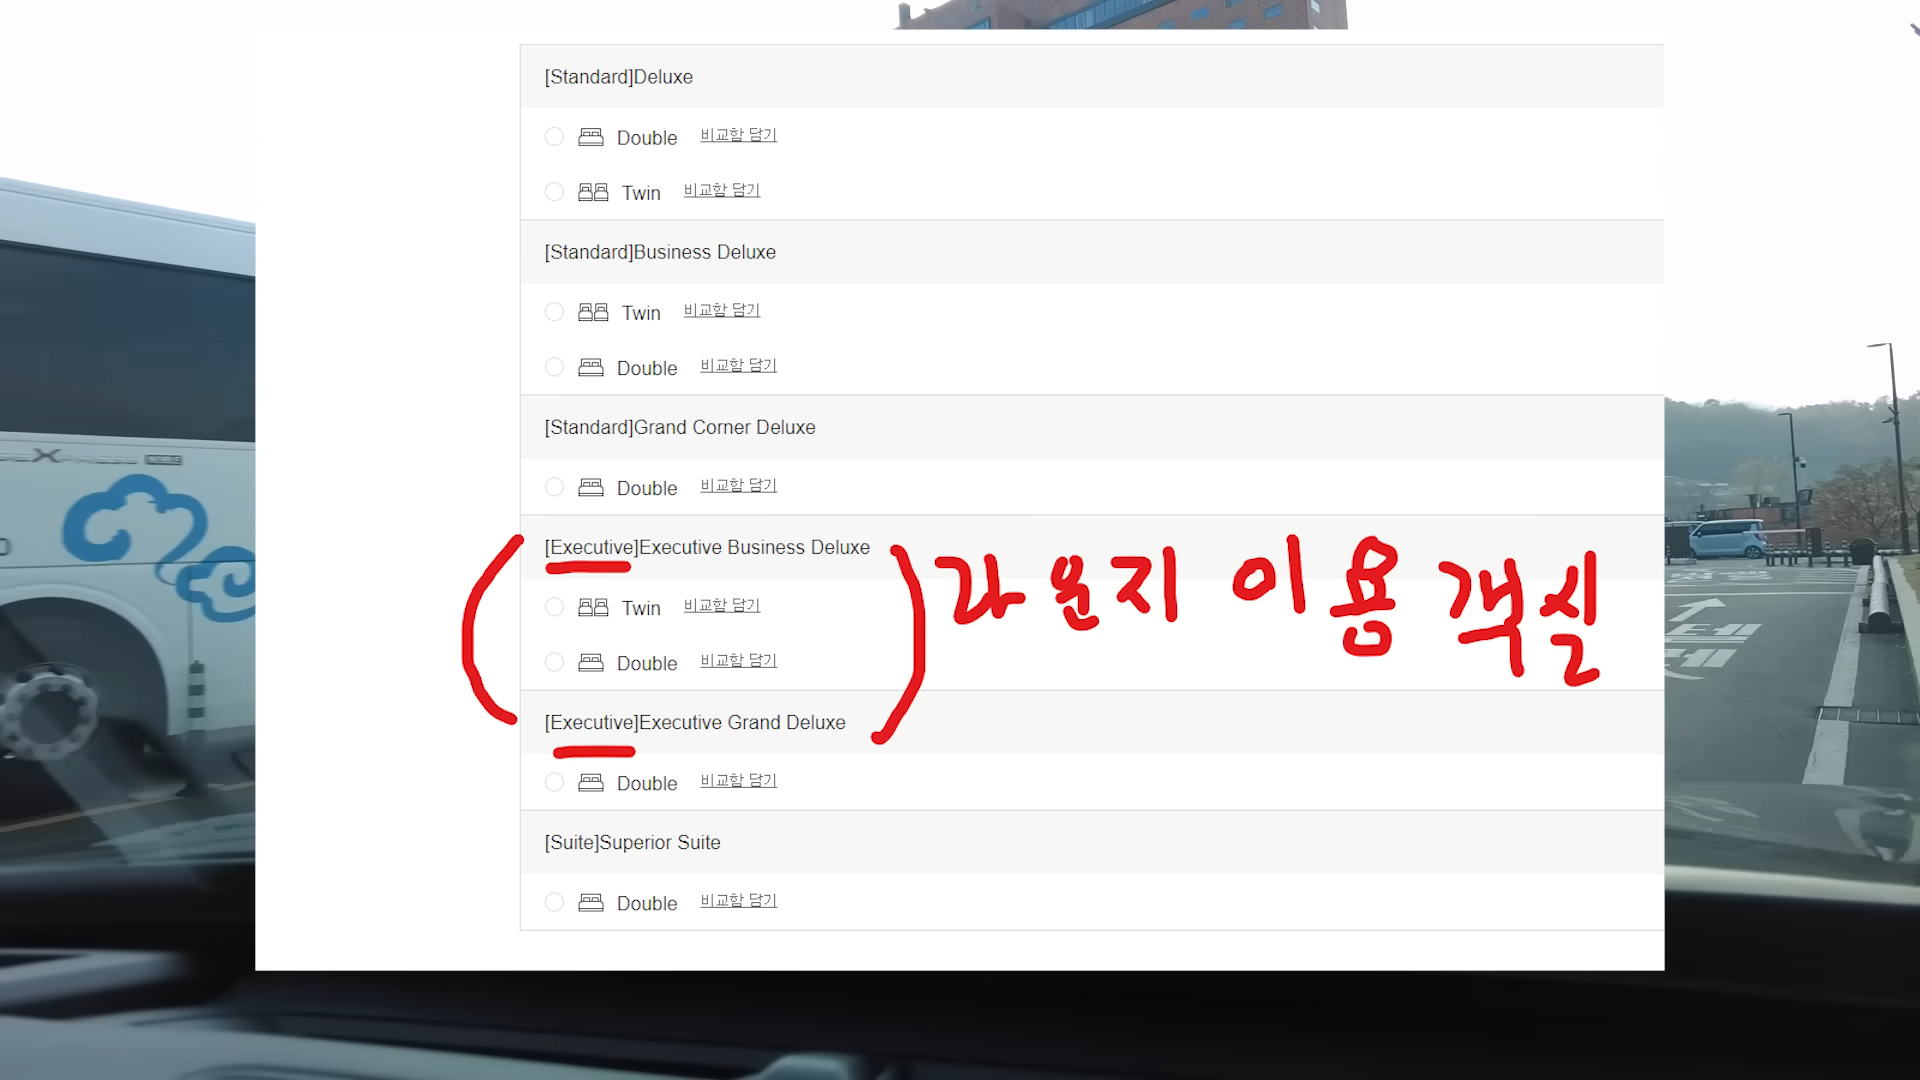 [Standard]Deluxe
Double 비교함 담기
Twin 비교함 담기
[Standard]Business Deluxe
Twin 비교함 담기
Double 비교함 담기
[Standard]Grand Corner Deluxe
Double 비교함 담기
[Executive]Executive Business Deluxe
라운지 이용 객실
Twin 비교함 담기
Double 비교함 담기
[Executive]Executive Grand Deluxe
Double 비교함 담기
[Suite]Superior Suite
Double 비교함 담기